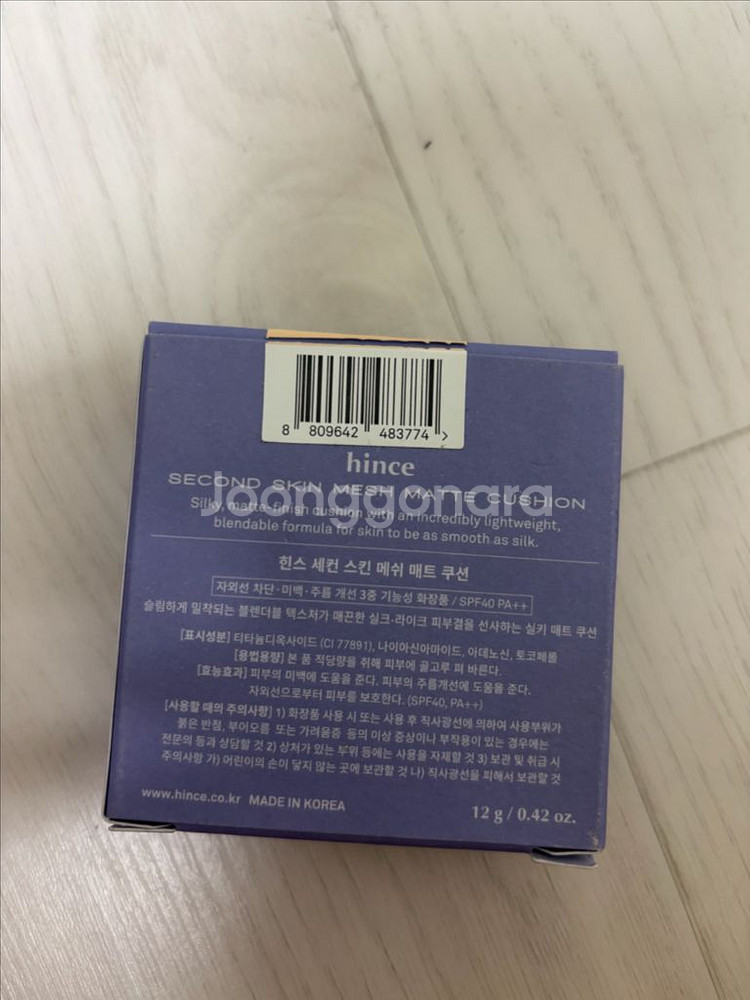 8 809642 483774 >
hince
SECOND SKIN MESH MATTE CUSHION
Joonggonara
Silky, matte-finish cushion with an incredibly lightweight,
blendable formula for skin to be as smooth as silk.
힌스 세컨 스킨 메쉬 매트 쿠션
자외선 차단·미백·주름 개선 3중 기능성 화장품 / SPF40 PA++
슬림하게 밀착되는 블렌더블 텍스처가 매끈한 실크-라이크 피부결을 선사하는 실키 매트 쿠션
[표시성분] 티타늄디옥사이드 (CI 77891), 나이아신아마이드, 아데노신, 토코페롤
[용법용량] 본 품 적당량을 취해 피부에 골고루 펴 바른다.
[효능효과] 피부의 미백에 도움을 준다. 피부의 주름개선에 도움을 준다.
자외선으로부터 피부를 보호한다. (SPF40, PA++)
[사용할 때의 주의사항] 1) 화장품 사용 시 또는 사용 후 직사광선에 의하여 사용부위가
붉은 반점, 부어오름 또는 가려움증 등의 이상 증상이나 부작용이 있는 경우에는
전문의 등과 상담할 것 2) 상처가 있는 부위 등에는 사용을 자제할 것 3) 보관 및 취급 시
주의사항 가) 어린이의 손이 닿지 않는 곳에 보관할 것 나) 직사광선을 피해서 보관할 것
www.hince.co.kr MADE IN KOREA
12 g / 0.42 oz.